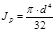 J_p = π · d⁴ / 32